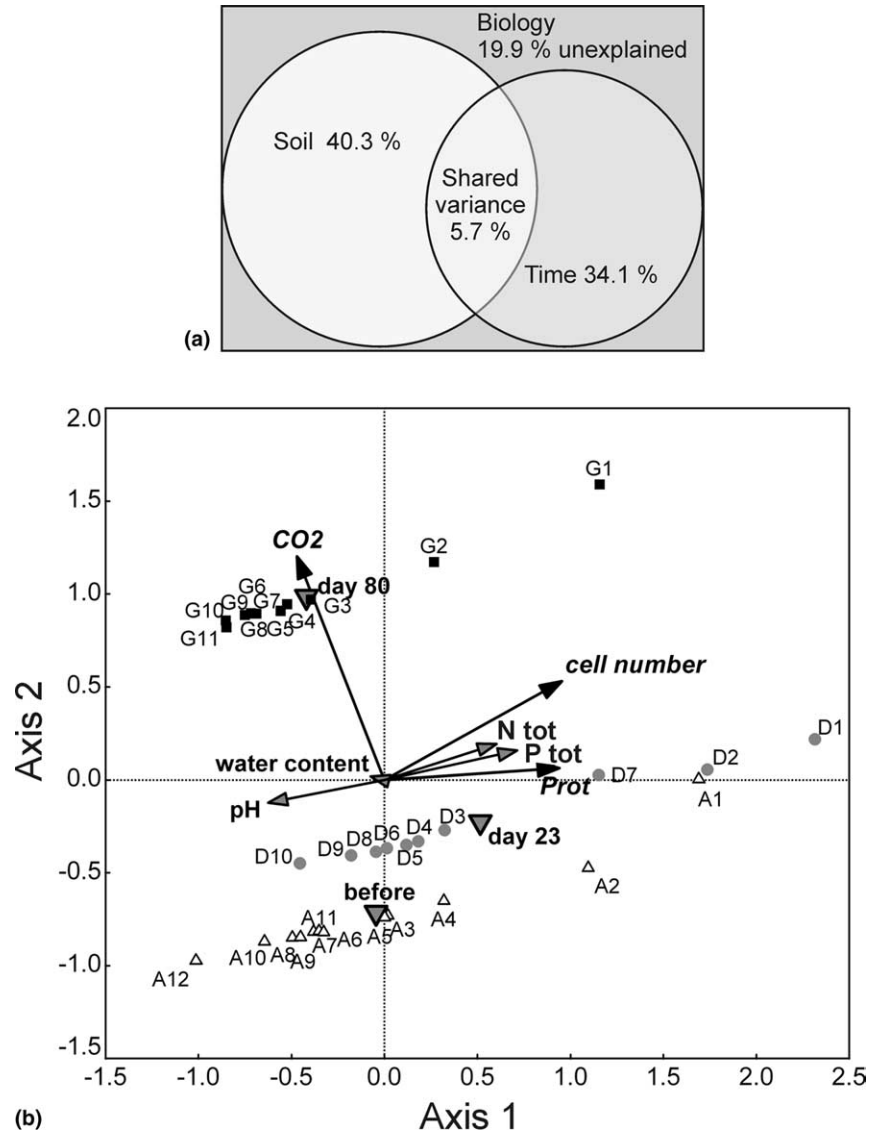 Biology
19.9 % unexplained
Soil 40.3 %
Shared
variance
5.7 %
Time 34.1 %
(a)
2.0
1.5
1.0
0.5
0.0
-0.5
-1.0
-1.5
Axis 2
G1
G2
CO2
day 80
G6
G10 G9 G7 G3
G11 G8 G5 G4
cell number
N tot
P tot
Prot
water content
pH
D1
D2
D7
A1
D10 D9 D8 D6 D4 D3
D5
day 23
before
A2
A4
A11 A5 A3
A12 A10 A8 A9 A7 A6
-1.5 -1.0 -0.5 0.0 0.5 1.0 1.5 2.0 2.5
Axis 1
(b)